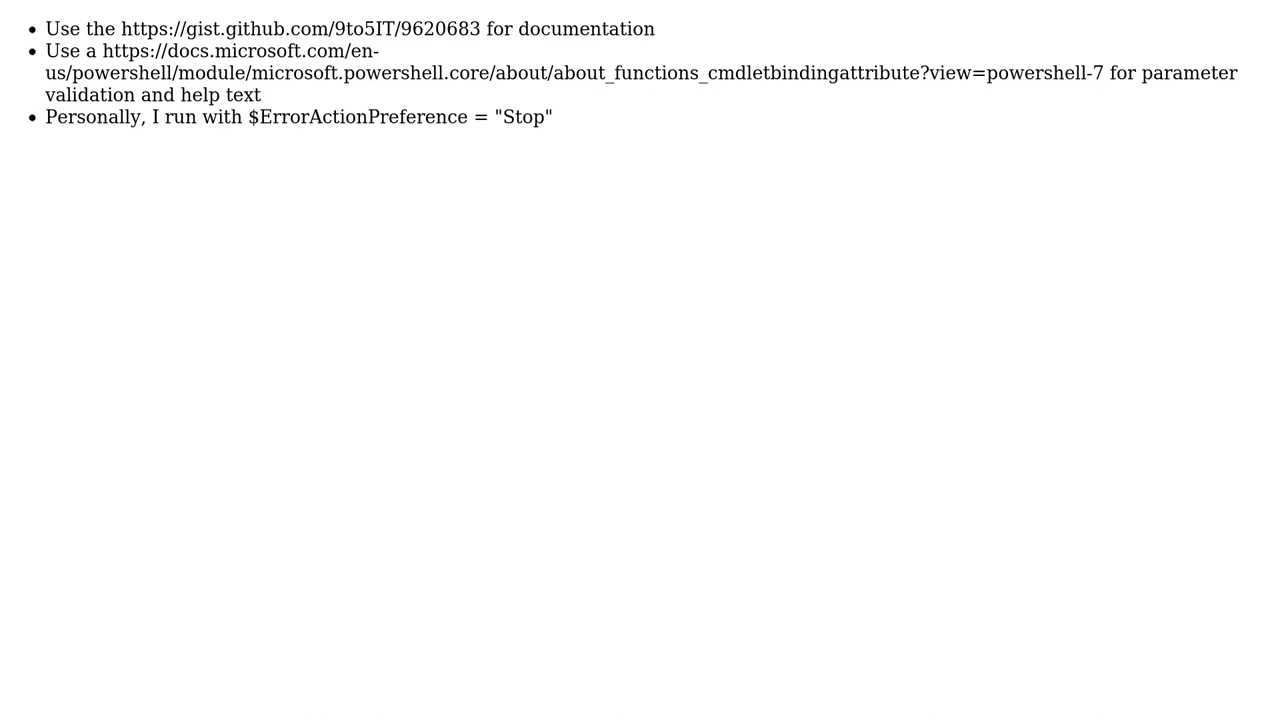 Use the https://gist.github.com/9to5IT/9620683 for documentation
Use a https://docs.microsoft.com/en-
us/powershell/module/microsoft.powershell.core/about/about_functions_cmdletbindingattribute?view=powershell-7 for parameter
validation and help text
Personally, I run with $ErrorActionPreference = "Stop"